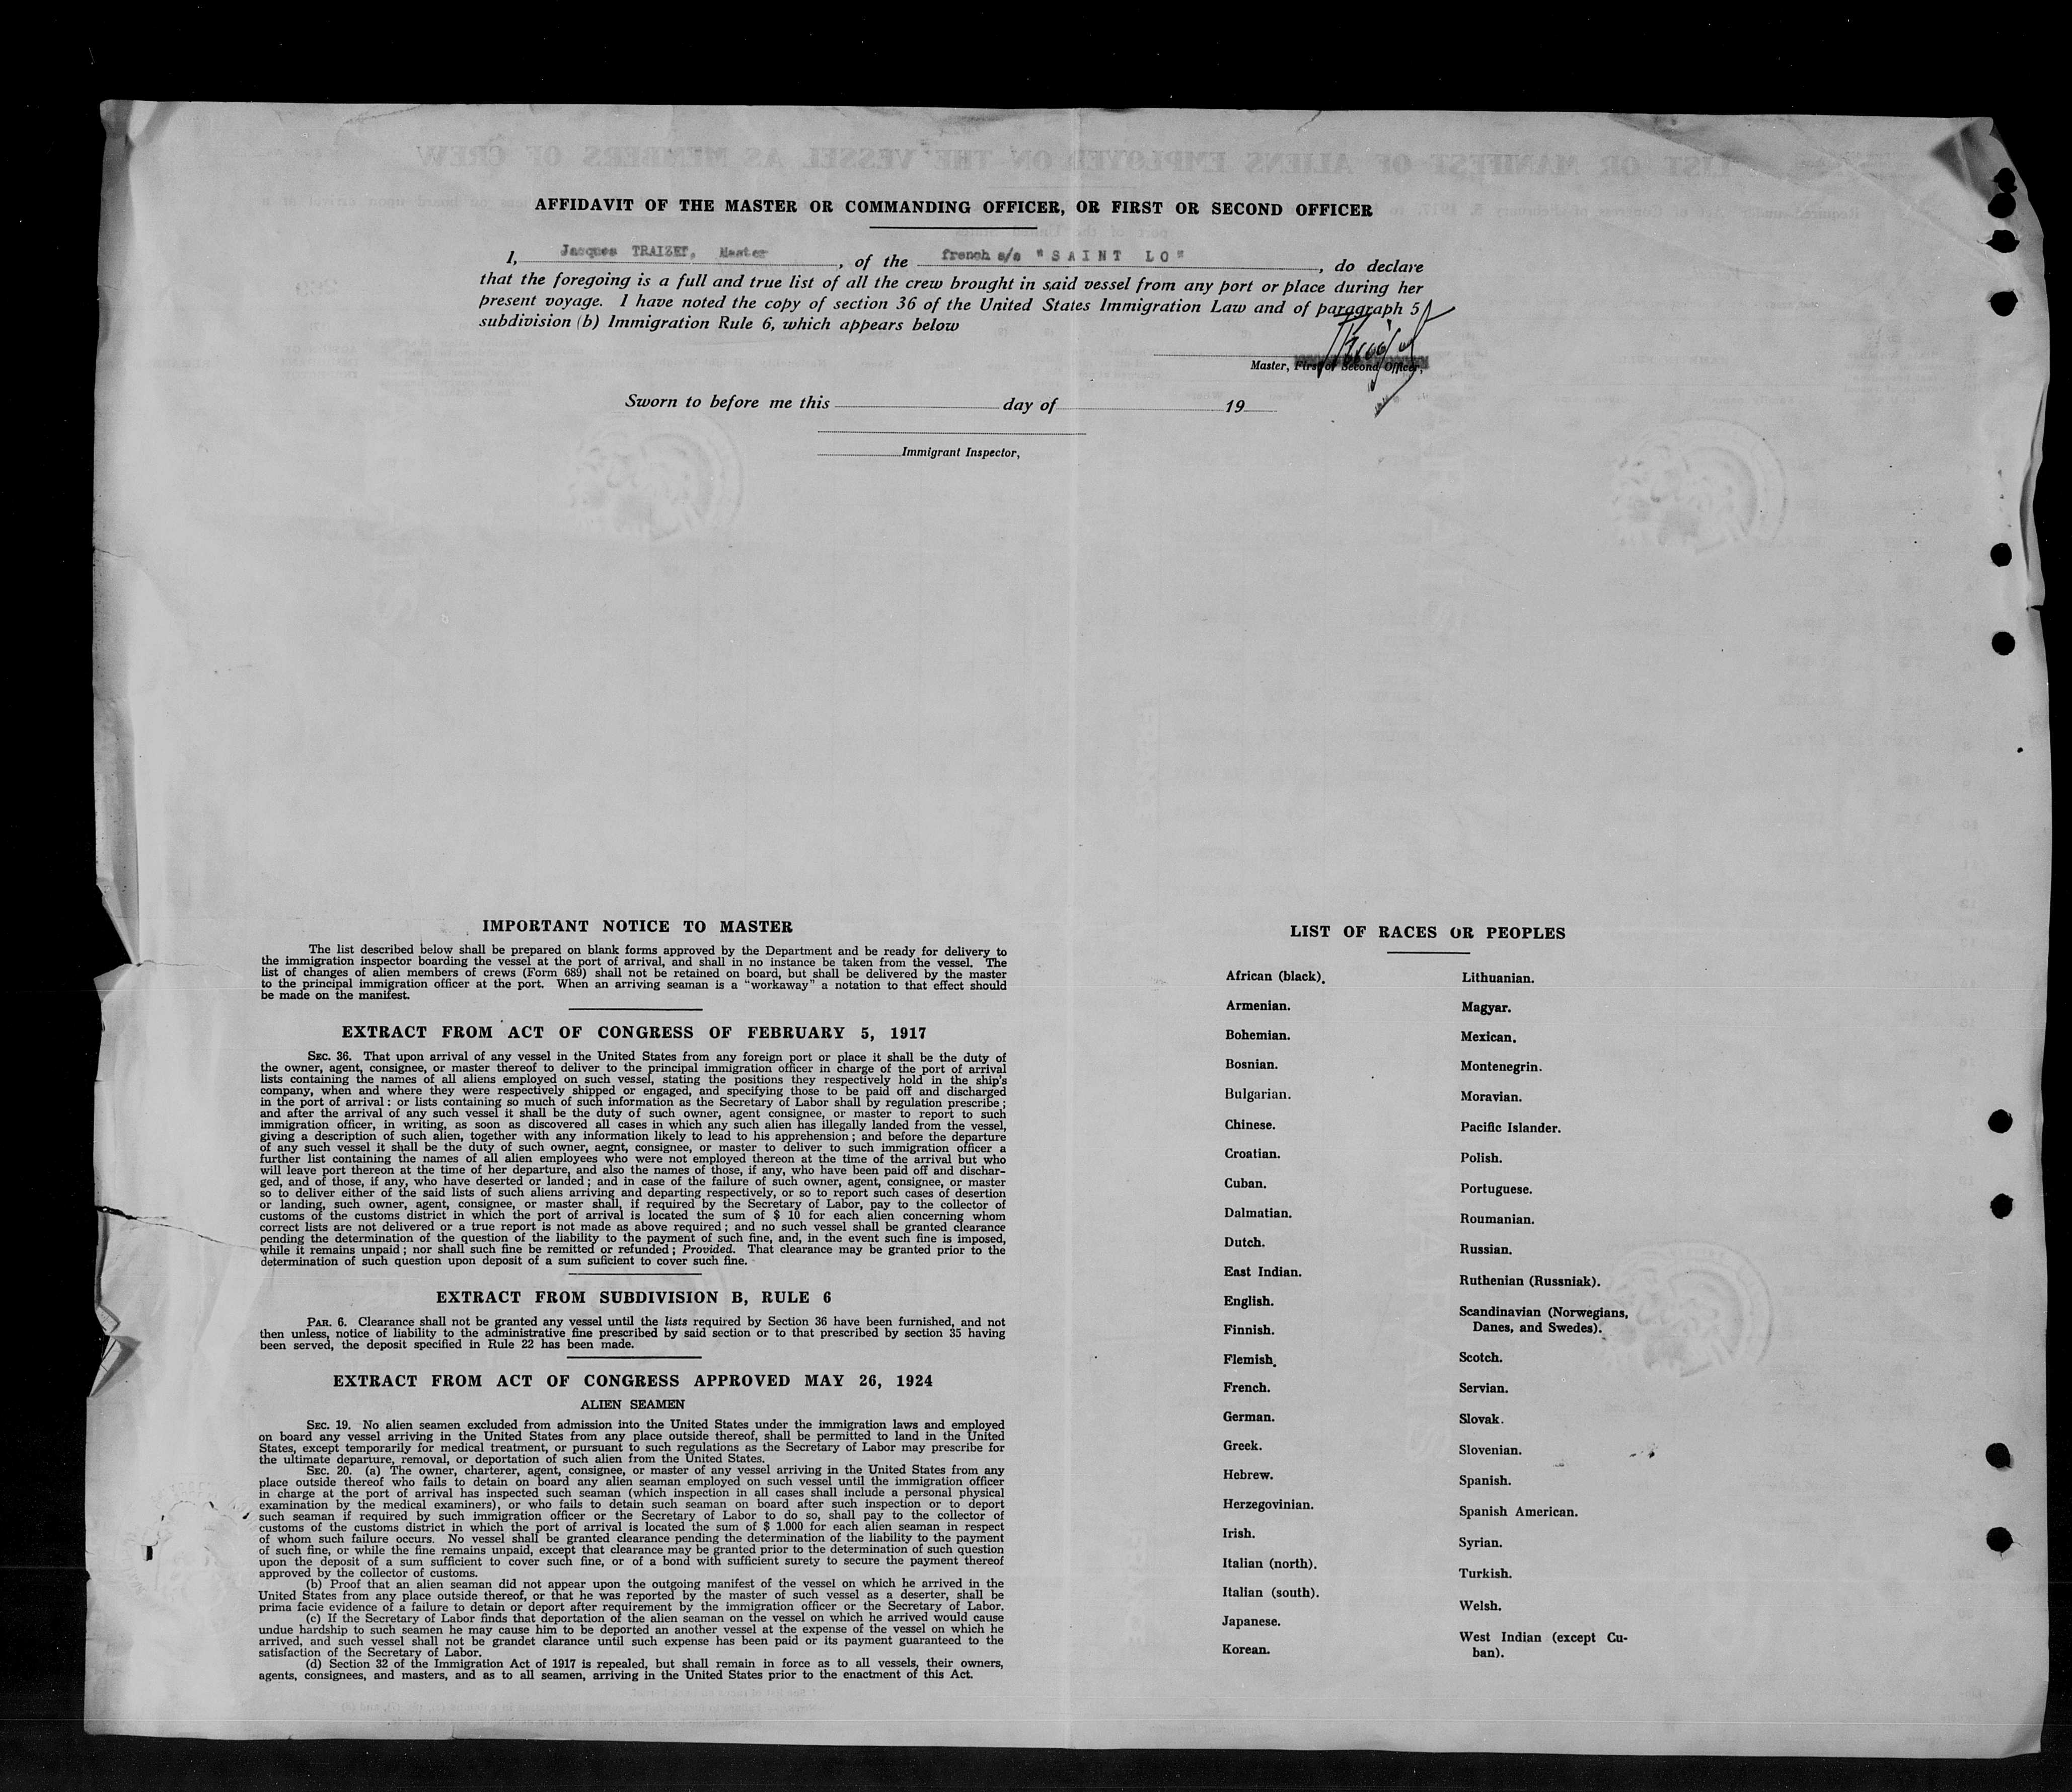 AFFIDAVIT OF THE MASTER OR COMMANDING OFFICER, OR FIRST OR SECOND OFFICER
I, Jacques TRAIZET, Master, of the french s/s "SAINT LO", do declare
that the foregoing is a full and true list of all the crew brought in said vessel from any port or place during her
present voyage. I have noted the copy of section 36 of the United States Immigration Law and of paragraph 5
subdivision (b) Immigration Rule 6, which appears below
Master, First or Second Officer,
Sworn to before me this day of 19
Immigrant Inspector,
IMPORTANT NOTICE TO MASTER
The list described below shall be prepared on blank forms approved by the Department and be ready for delivery to
the immigration inspector boarding the vessel at the port of arrival, and shall in no instance be taken from the vessel. The
list of changes of alien members of crews (Form 689) shall not be retained on board, but shall be delivered by the master
to the principal immigration officer at the port. When an arriving seaman is a "workaway" a notation to that effect should
be made on the manifest.
EXTRACT FROM ACT OF CONGRESS OF FEBRUARY 5, 1917
SEC. 36. That upon arrival of any vessel in the United States from any foreign port or place it shall be the duty of
the owner, agent, consignee, or master thereof to deliver to the principal immigration officer in charge of the port of arrival
lists containing the names of all aliens employed on such vessel, stating the positions they respectively hold in the ship's
company, when and where they were respectively shipped or engaged, and specifying those to be paid off and discharged
in the port of arrival: or lists containing so much of such information as the Secretary of Labor shall by regulation prescribe;
and after the arrival of any such vessel it shall be the duty of such owner, agent consignee, or master to report to such
immigration officer, in writing, as soon as discovered all cases in which any such alien has illegally landed from the vessel,
giving a description of such alien, together with any information likely to lead to his apprehension; and before the departure
of any such vessel it shall be the duty of such owner, aegnt, consignee, or master to deliver to such immigration officer a
further list containing the names of all alien employees who were not employed thereon at the time of the arrival but who
will leave port thereon at the time of her departure, and also the names of those, if any, who have been paid off and dischar-
ged, and of those, if any, who have deserted or landed; and in case of the failure of such owner, agent, consignee, or master
so to deliver either of the said lists of such aliens arriving and departing respectively, or so to report such cases of desertion
or landing, such owner, agent, consignee, or master shall, if required by the Secretary of Labor, pay to the collector of
customs of the customs district in which the port of arrival is located the sum of $ 10 for each alien concerning whom
correct lists are not delivered or a true report is not made as above required; and no such vessel shall be granted clearance
pending the determination of the question of the liability to the payment of such fine, and, in the event such fine is imposed,
while it remains unpaid; nor shall such fine be remitted or refunded; Provided. That clearance may be granted prior to the
determination of such question upon deposit of a sum suficient to cover such fine.
EXTRACT FROM SUBDIVISION B, RULE 6
PAR. 6. Clearance shall not be granted any vessel until the lists required by Section 36 have been furnished, and not
then unless, notice of liability to the administrative fine prescribed by said section or to that prescribed by section 35 having
been served, the deposit specified in Rule 22 has been made.
EXTRACT FROM ACT OF CONGRESS APPROVED MAY 26, 1924
ALIEN SEAMEN
SEC. 19. No alien seamen excluded from admission into the United States under the immigration laws and employed
on board any vessel arriving in the United States from any place outside thereof, shall be permitted to land in the United
States, except temporarily for medical treatment, or pursuant to such regulations as the Secretary of Labor may prescribe for
the ultimate departure, removal, or deportation of such alien from the United States.
SEC. 20. (a) The owner, charterer, agent, consignee, or master of any vessel arriving in the United States from any
place outside thereof who fails to detain on board any alien seaman employed on such vessel until the immigration officer
in charge at the port of arrival has inspected such seaman (which inspection in all cases shall include a personal physical
examination by the medical examiners), or who fails to detain such seaman on board after such inspection or to deport
such seaman if required by such immigration officer or the Secretary of Labor to do so, shall pay to the collector of
customs of the customs district in which the port of arrival is located the sum of $ 1.000 for each alien seaman in respect
of whom such failure occurs. No vessel shall be granted clearance pending the determination of the liability to the payment
of such fine, or while the fine remains unpaid, except that clearance may be granted prior to the determination of such question
upon the deposit of a sum sufficient to cover such fine, or of a bond with sufficient surety to secure the payment thereof
approved by the collector of customs.
(b) Proof that an alien seaman did not appear upon the outgoing manifest of the vessel on which he arrived in the
United States from any place outside thereof, or that he was reported by the master of such vessel as a deserter, shall be
prima facie evidence of a failure to detain or deport after requirement by the immigration officer or the Secretary of Labor.
(c) If the Secretary of Labor finds that deportation of the alien seaman on the vessel on which he arrived would cause
undue hardship to such seamen he may cause him to be deported an another vessel at the expense of the vessel on which he
arrived, and such vessel shall not be grandet clarance until such expense has been paid or its payment guaranteed to the
satisfaction of the Secretary of Labor.
(d) Section 32 of the Immigration Act of 1917 is repealed, but shall remain in force as to all vessels, their owners,
agents, consignees, and masters, and as to all seamen, arriving in the United States prior to the enactment of this Act.
LIST OF RACES OR PEOPLES
African (black).
Armenian.
Bohemian.
Bosnian.
Bulgarian.
Chinese.
Croatian.
Cuban.
Dalmatian.
Dutch.
East Indian.
English.
Finnish.
Flemish.
French.
German.
Greek.
Hebrew.
Herzegovinian.
Irish.
Italian (north).
Italian (south).
Japanese.
Korean.
Lithuanian.
Magyar.
Mexican.
Montenegrin.
Moravian.
Pacific Islander.
Polish.
Portuguese.
Roumanian.
Russian.
Ruthenian (Russniak).
Scandinavian (Norwegians,
Danes, and Swedes).
Scotch.
Servian.
Slovak.
Slovenian.
Spanish.
Spanish American.
Syrian.
Turkish.
Welsh.
West Indian (except Cu-
ban).